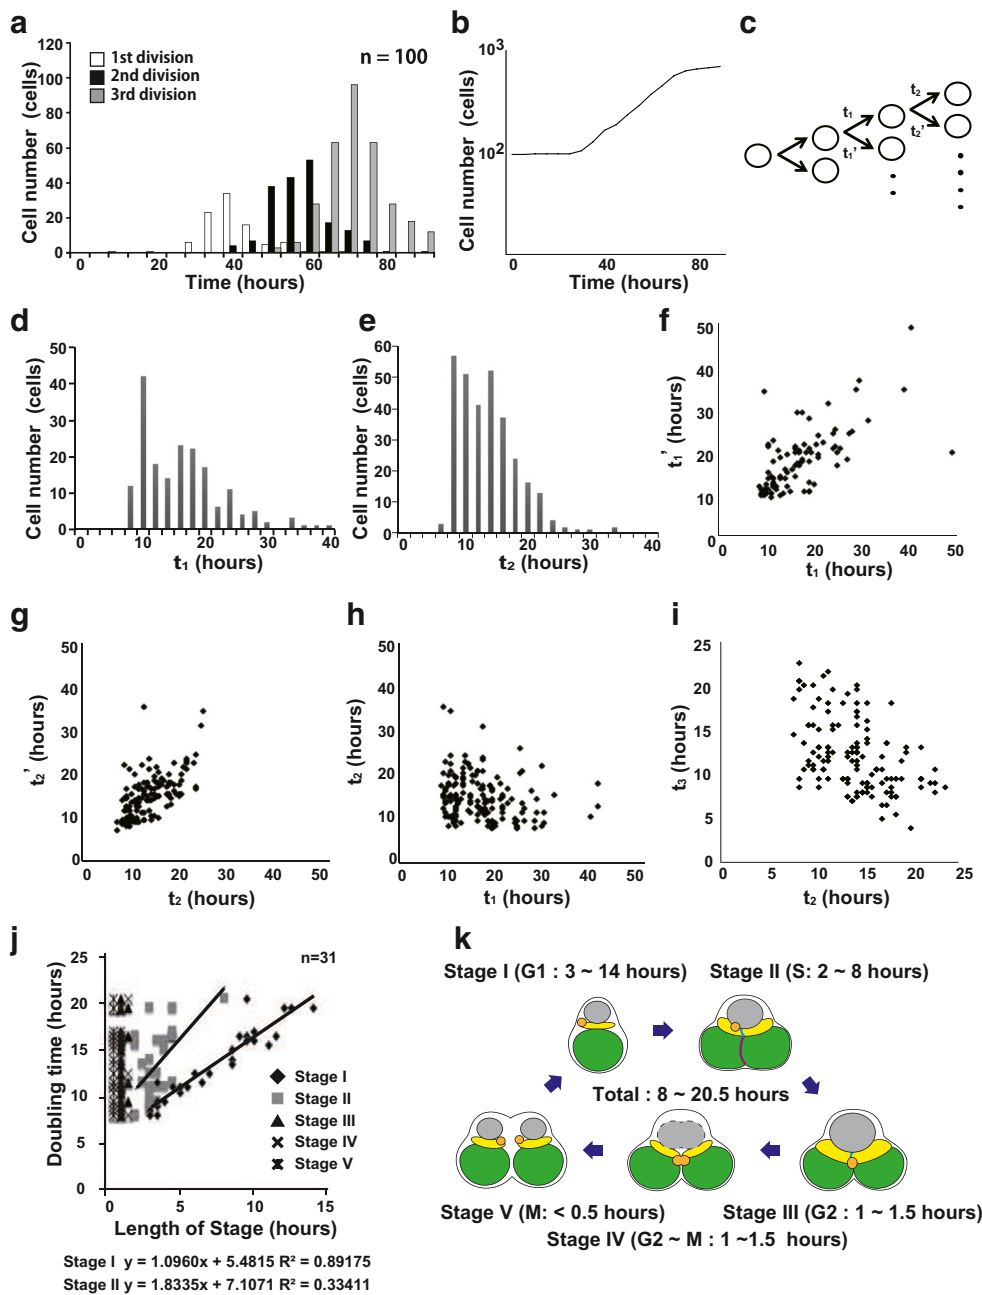 a
120
100
80
60
40
20
0
Cell number (cells)
1st division
2nd division
3rd division
n = 100
0 20 40 60 80
Time (hours)
b
10³
10²
Cell number (cells)
0 40 80
Time (hours)
c
t₁
t₁'
t₂
t₂'
d
50
40
30
20
10
0
Cell number (cells)
10 20 30 40
t₁ (hours)
e
60
50
40
30
20
10
0
Cell number (cells)
0 10 20 30 40
t₂ (hours)
f
50
40
30
20
10
0
t₁' (hours)
0 10 20 30 40 50
t₁ (hours)
g
50
40
30
20
10
0
t₂' (hours)
0 10 20 30 40 50
t₂ (hours)
h
50
40
30
20
10
0
t₂ (hours)
0 10 20 30 40 50
t₁ (hours)
i
25
20
15
10
5
0
t₃ (hours)
0 5 10 15 20 25
t₂ (hours)
j
25
20
15
10
5
0
Doubling time (hours)
n=31
Stage I
Stage II
Stage III
Stage IV
Stage V
0 5 10 15
Length of Stage (hours)
Stage I y = 1.0960x + 5.4815 R² = 0.89175
Stage II y = 1.8335x + 7.1071 R² = 0.33411
k
Stage I (G1 : 3 ~ 14 hours)
Stage II (S: 2 ~ 8 hours)
Total : 8 ~ 20.5 hours
Stage V (M: < 0.5 hours)
Stage III (G2 : 1 ~ 1.5 hours)
Stage IV (G2 ~ M : 1 ~1.5 hours)